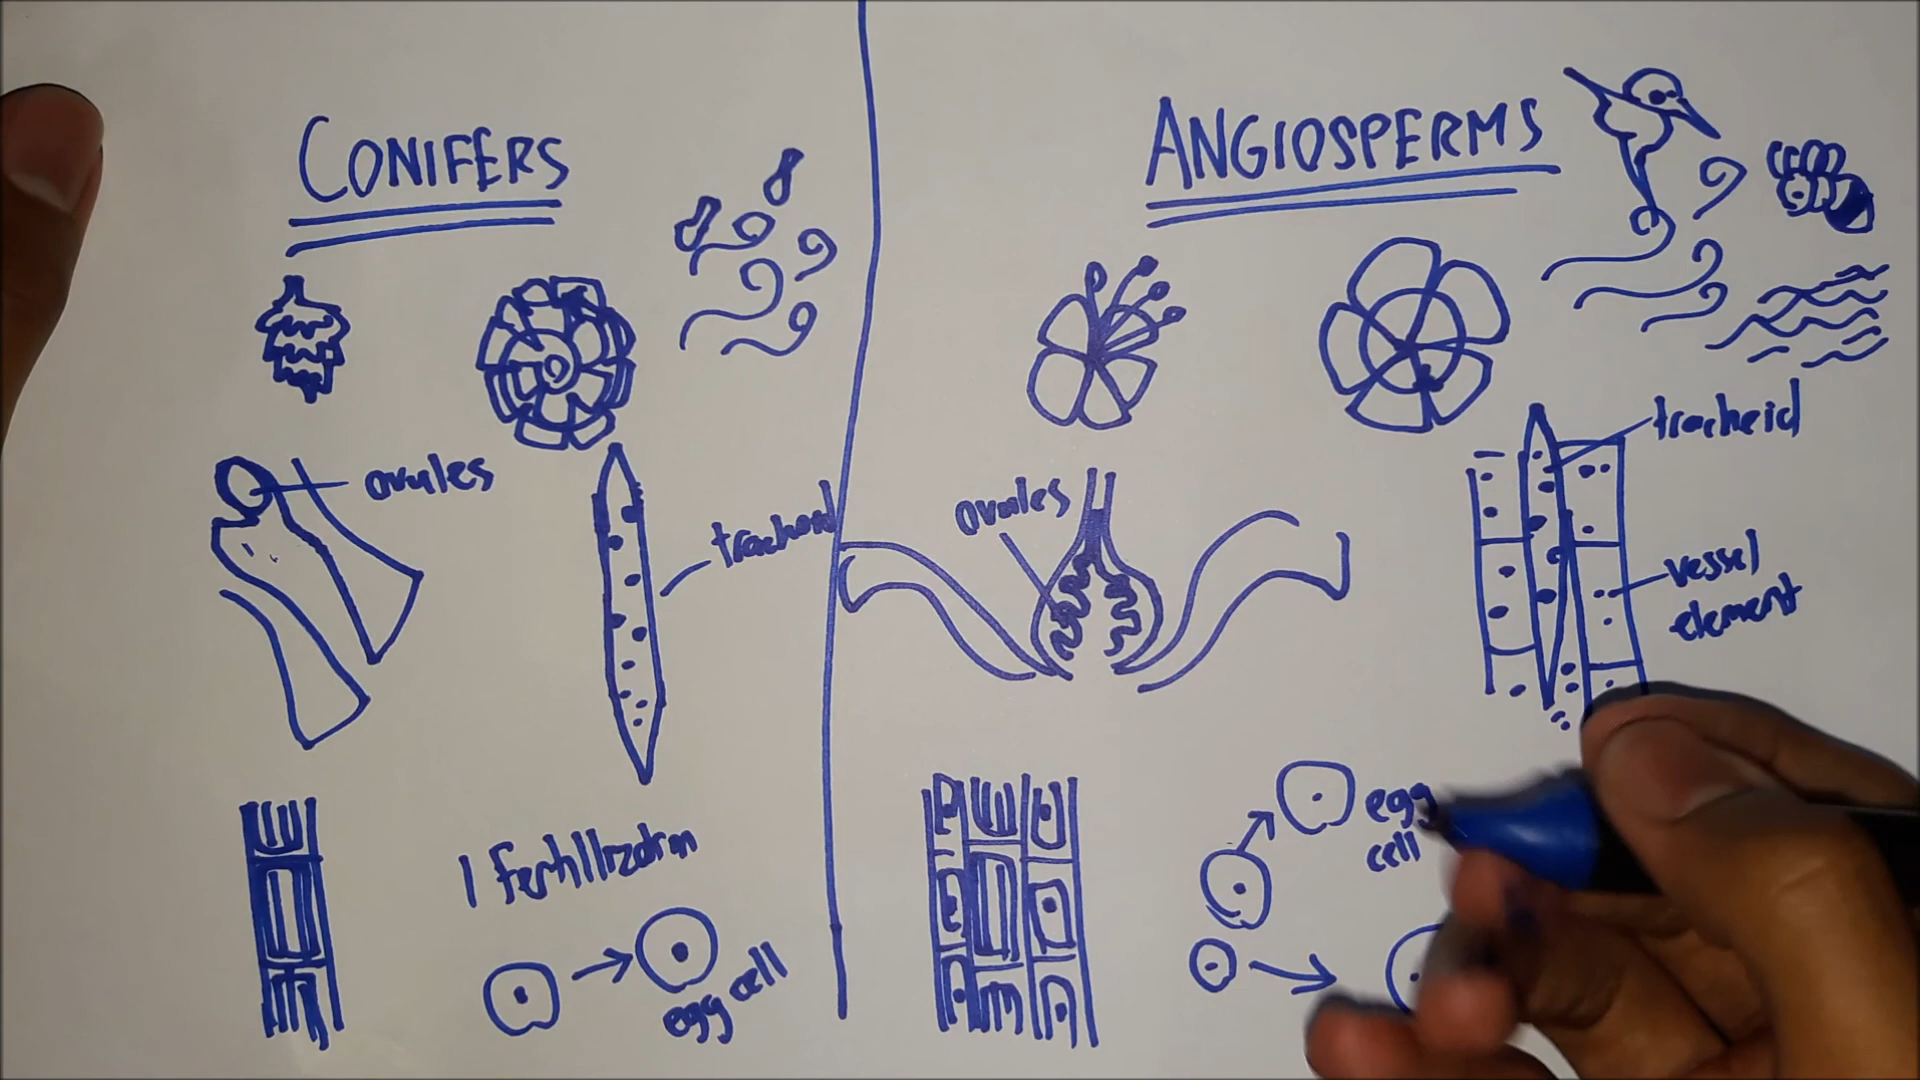 CONIFERS
ovules
tracheid
1 Fertilization
egg cell
ANGIOSPERMS
ovules
tracheid
vessel
element
egg
cell